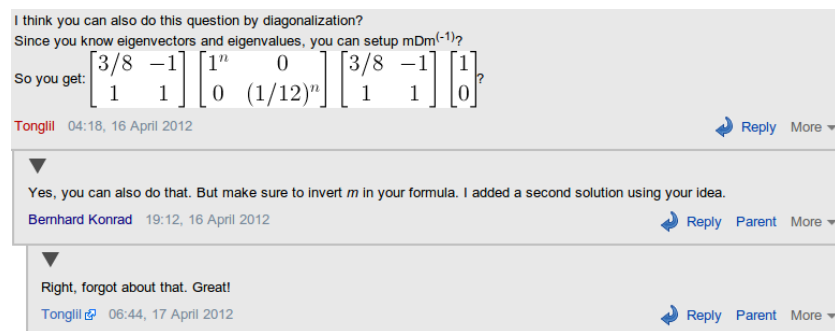 I think you can also do this question by diagonalization?
Since you know eigenvectors and eigenvalues, you can setup mDm^(-1)?
So you get: [3/8 −1; 1 1] [1^n 0; 0 (1/12)^n] [3/8 −1; 1 1] [1; 0]?
Tonglil 04:18, 16 April 2012 Reply More
Yes, you can also do that. But make sure to invert m in your formula. I added a second solution using your idea.
Bernhard Konrad 19:12, 16 April 2012 Reply Parent More
Right, forgot about that. Great!
Tonglil 06:44, 17 April 2012 Reply Parent More